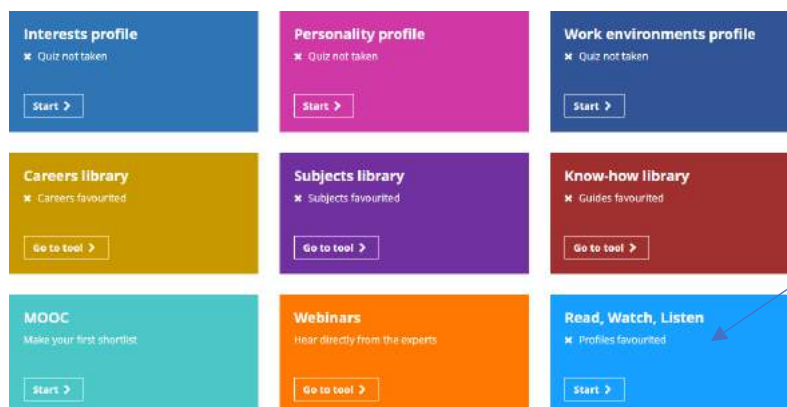 Interests profile
✖ Quiz not taken
Start >
Personality profile
✖ Quiz not taken
Start >
Work environments profile
✖ Quiz not taken
Start >
Careers library
✖ Careers favourited
Go to tool >
Subjects library
✖ Subjects favourited
Go to tool >
Know-how library
✖ Guides favourited
Go to tool >
MOOC
Make your first shortlist
Start >
Webinars
Hear directly from the experts
Go to tool >
Read, Watch, Listen
✖ Profiles favourited
Start >